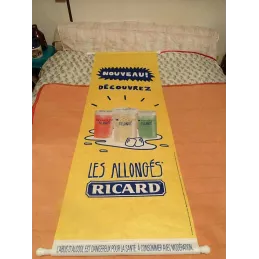 NOUVEAU!
DÉCOUVREZ
LES ALLONGÉS
RICARD
L'ABUS D'ALCOOL EST DANGEREUX POUR LA SANTÉ. À CONSOMMER AVEC MODÉRATION.